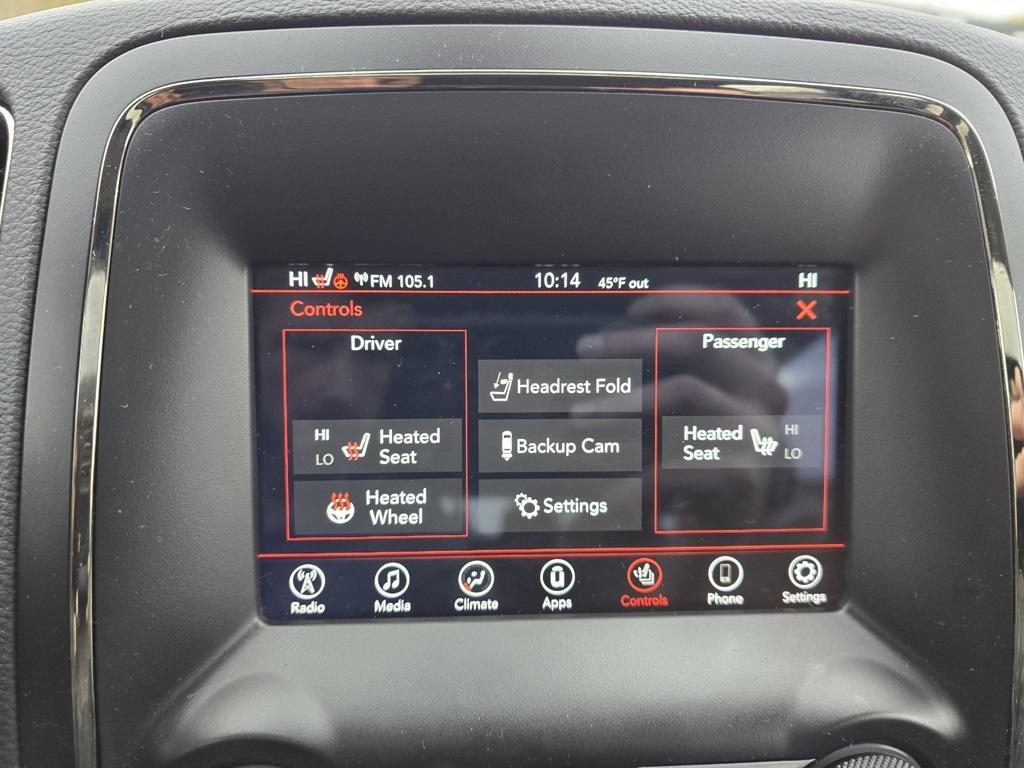 HI FM 105.1 10:14 45°F out HI
Controls
Driver
HI
LO
Heated
Seat
Heated
Wheel
Headrest Fold
Backup Cam
Settings
Passenger
Heated
Seat
HI
LO
Radio Media Climate Apps Controls Phone Settings